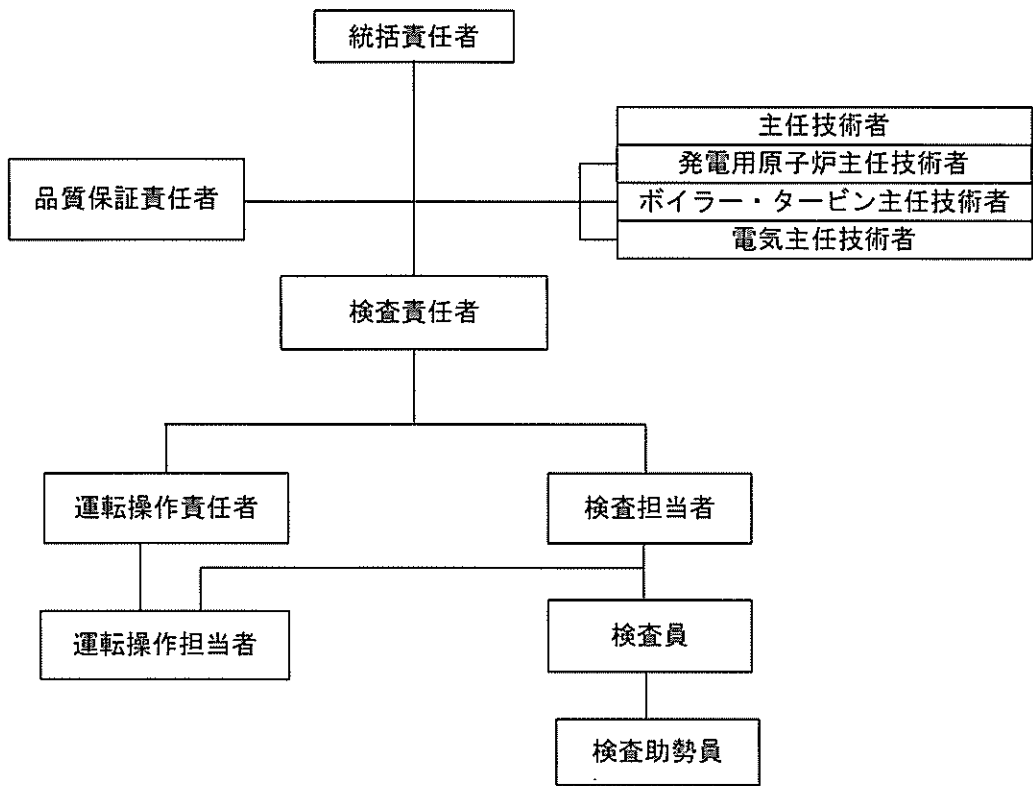 統括責任者
主任技術者
発電用原子炉主任技術者
品質保証責任者
ボイラー・タービン主任技術者
電気主任技術者
検査責任者
運転操作責任者
検査担当者
運転操作担当者
検査員
検査助勢員